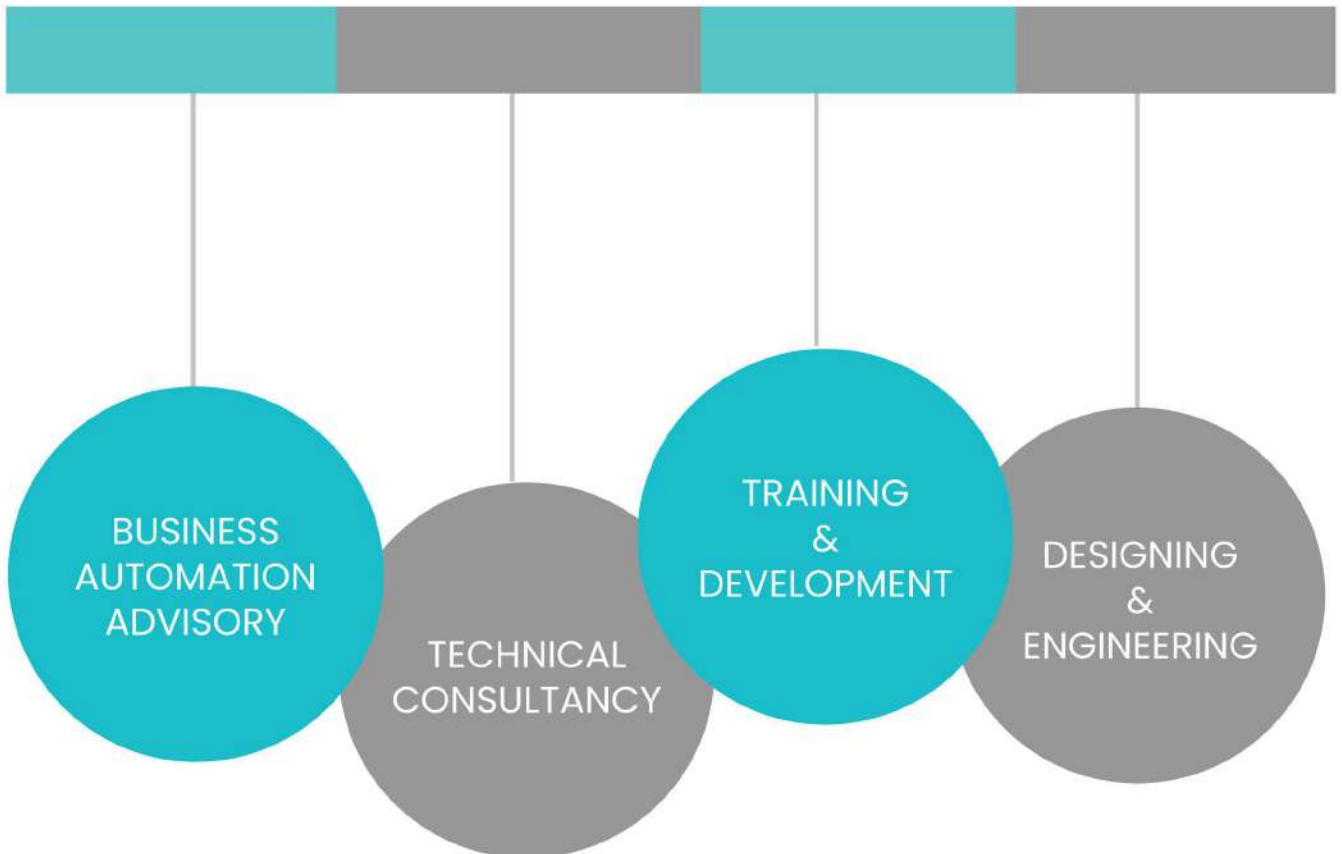 BUSINESS
AUTOMATION
ADVISORY
TECHNICAL
CONSULTANCY
TRAINING
&
DEVELOPMENT
DESIGNING
&
ENGINEERING